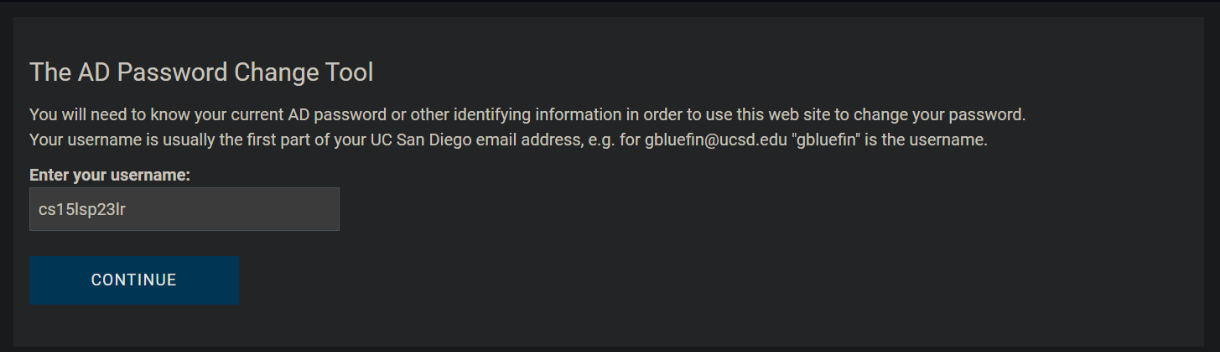 The AD Password Change Tool
You will need to know your current AD password or other identifying information in order to use this web site to change your password.
Your username is usually the first part of your UC San Diego email address, e.g. for gbluefin@ucsd.edu "gbluefin" is the username.
Enter your username:
cs15lsp23lr
CONTINUE